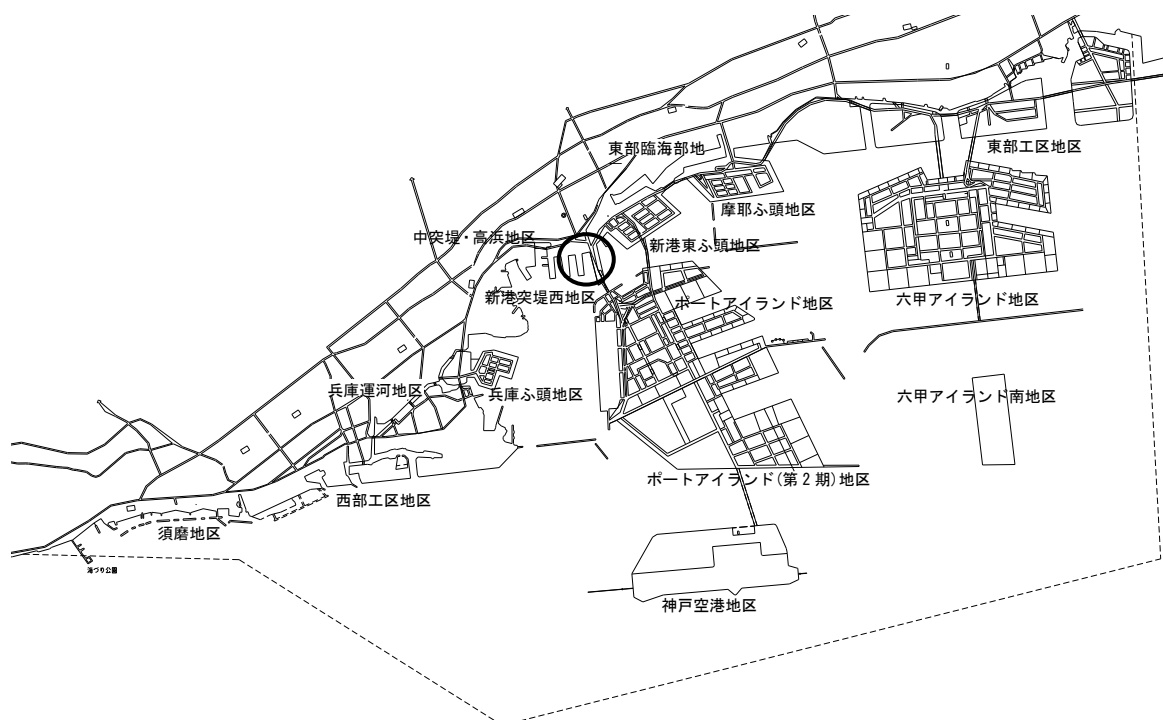 東部臨海部地
東部工区地区
摩耶ふ頭地区
中突堤・高浜地区
新港東ふ頭地区
新港突堤西地区
ポートアイランド地区
六甲アイランド地区
兵庫運河地区
兵庫ふ頭地区
六甲アイランド南地区
ポートアイランド(第2期)地区
西部工区地区
須磨地区
海づり公園
神戸空港地区